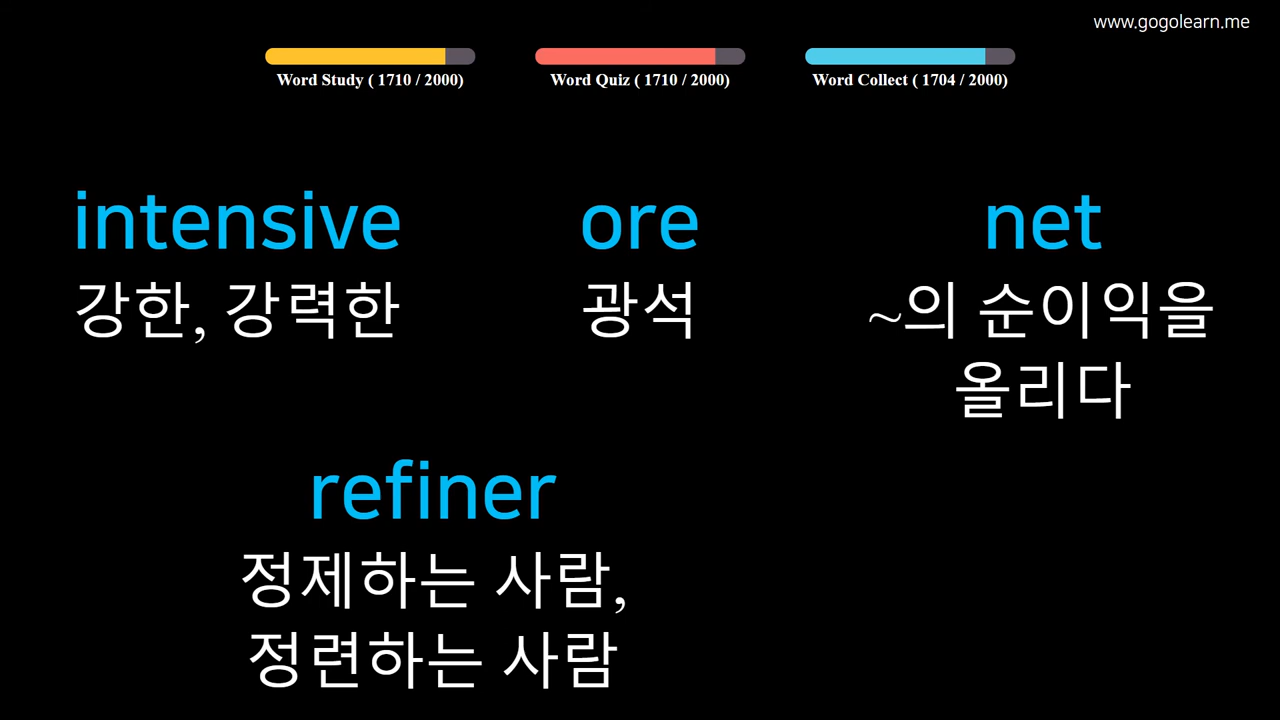 www.gogolearn.me
Word Study ( 1710 / 2000)
Word Quiz ( 1710 / 2000)
Word Collect ( 1704 / 2000)
intensive
강한, 강력한
ore
광석
net
~의 순이익을
올리다
refiner
정제하는 사람,
정련하는 사람